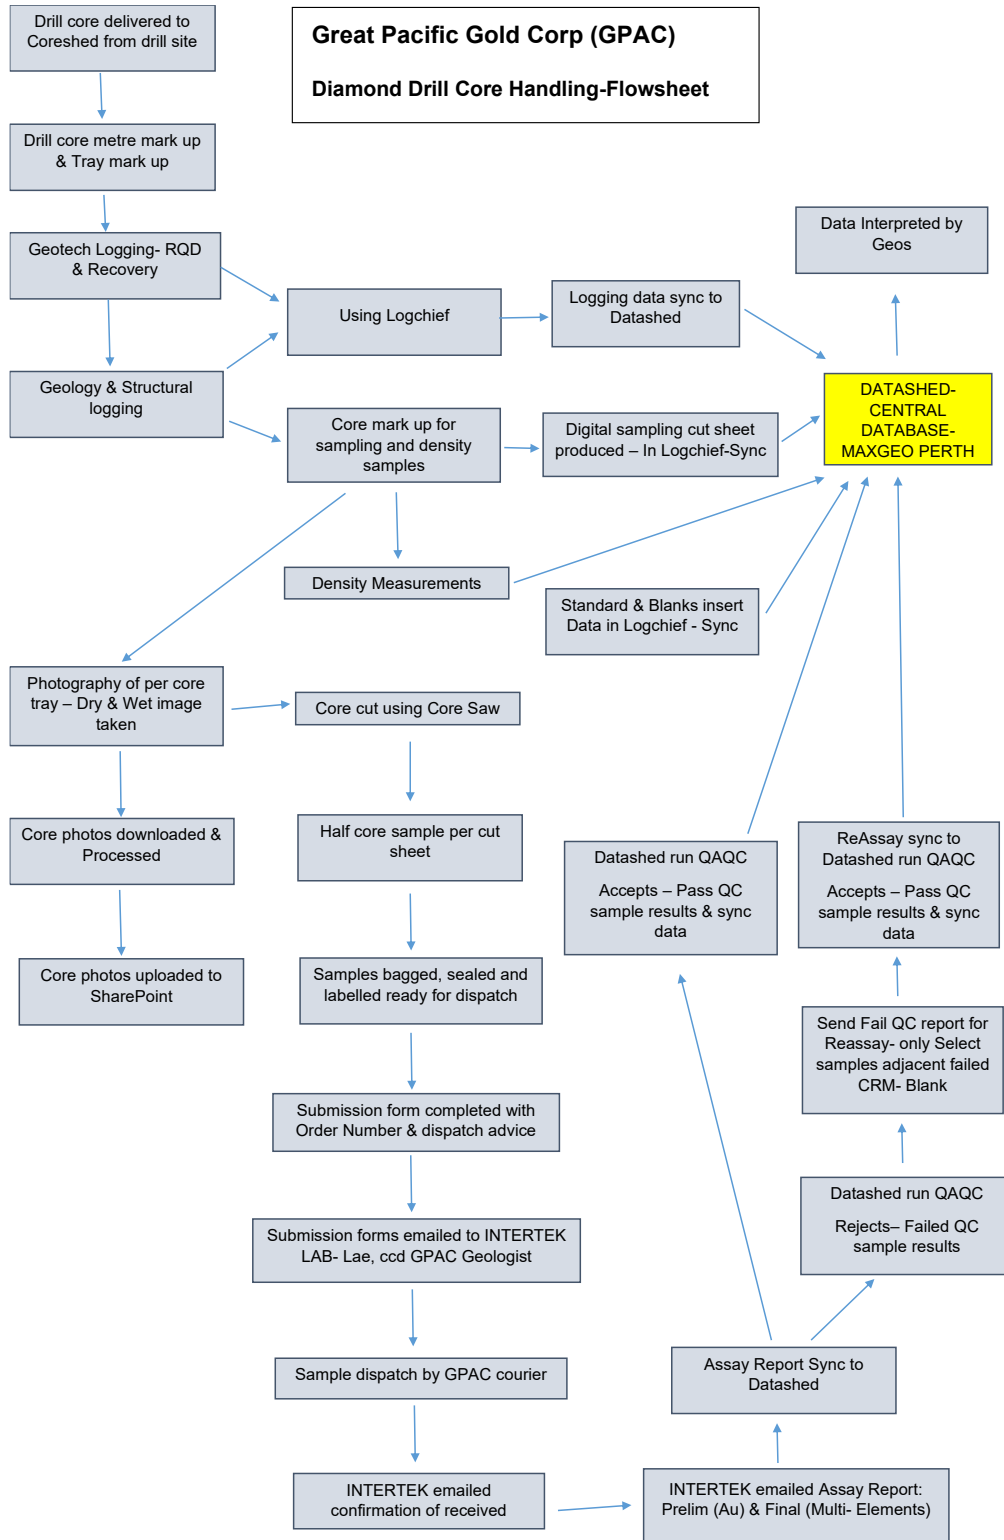 Great Pacific Gold Corp (GPAC)
Diamond Drill Core Handling-Flowsheet
Drill core delivered to
Coreshed from drill site
Drill core metre mark up
& Tray mark up
Geotech Logging- RQD
& Recovery
Using Logchief
Logging data sync to
Datashed
Data Interpreted by
Geos
Geology & Structural
logging
Core mark up for
sampling and density
samples
Digital sampling cut sheet
produced – In Logchief-Sync
DATASHED-
CENTRAL
DATABASE-
MAXGEO PERTH
Density Measurements
Standard & Blanks insert
Data in Logchief - Sync
Photography of per core
tray – Dry & Wet image
taken
Core cut using Core Saw
Core photos downloaded &
Processed
Half core sample per cut
sheet
Datashed run QAQC
Accepts – Pass QC
sample results & sync
data
ReAssay sync to
Datashed run QAQC
Accepts – Pass QC
sample results & sync
data
Core photos uploaded to
SharePoint
Samples bagged, sealed and
labelled ready for dispatch
Send Fail QC report for
Reassay- only Select
samples adjacent failed
CRM- Blank
Submission form completed with
Order Number & dispatch advice
Datashed run QAQC
Rejects– Failed QC
sample results
Submission forms emailed to INTERTEK
LAB- Lae, ccd GPAC Geologist
Sample dispatch by GPAC courier
Assay Report Sync to
Datashed
INTERTEK emailed
confirmation of received
INTERTEK emailed Assay Report:
Prelim (Au) & Final (Multi- Elements)